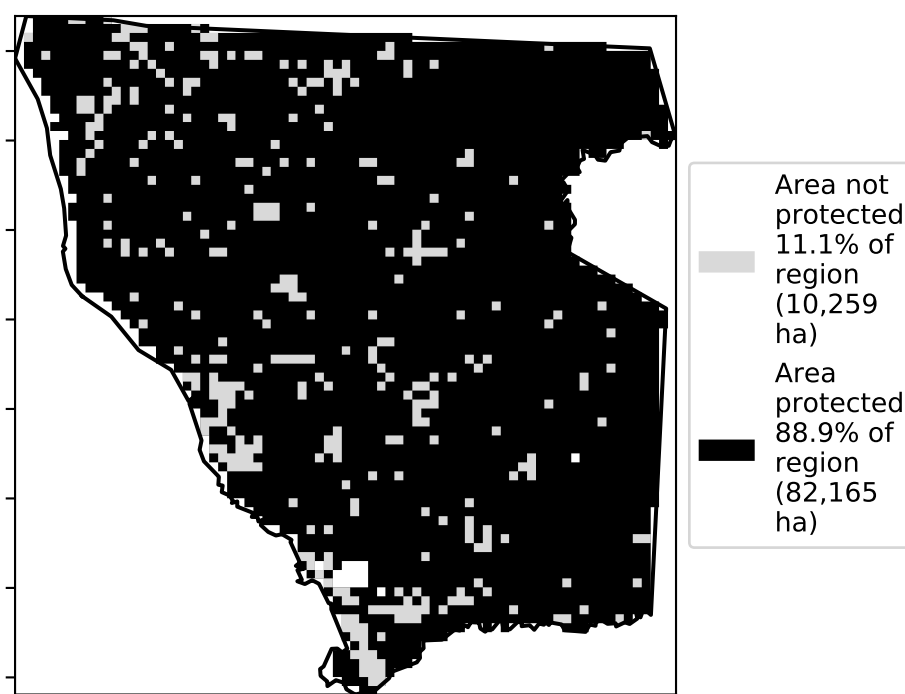 Area not
protected
11.1% of
region
(10,259
ha)
Area
protected
88.9% of
region
(82,165
ha)